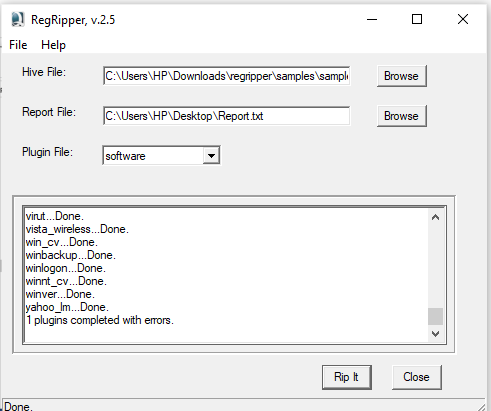 RegRipper, v.2.5
File Help
Hive File: C:\Users\HP\Downloads\regripper\samples\sample Browse
Report File: C:\Users\HP\Desktop\Report.txt Browse
Plugin File: software
virut...Done.
vista_wireless...Done.
win_cv...Done.
winbackup...Done.
winlogon...Done.
winnt_cv...Done.
winver...Done.
yahoo_lm...Done.
1 plugins completed with errors.
Rip It Close
Done.